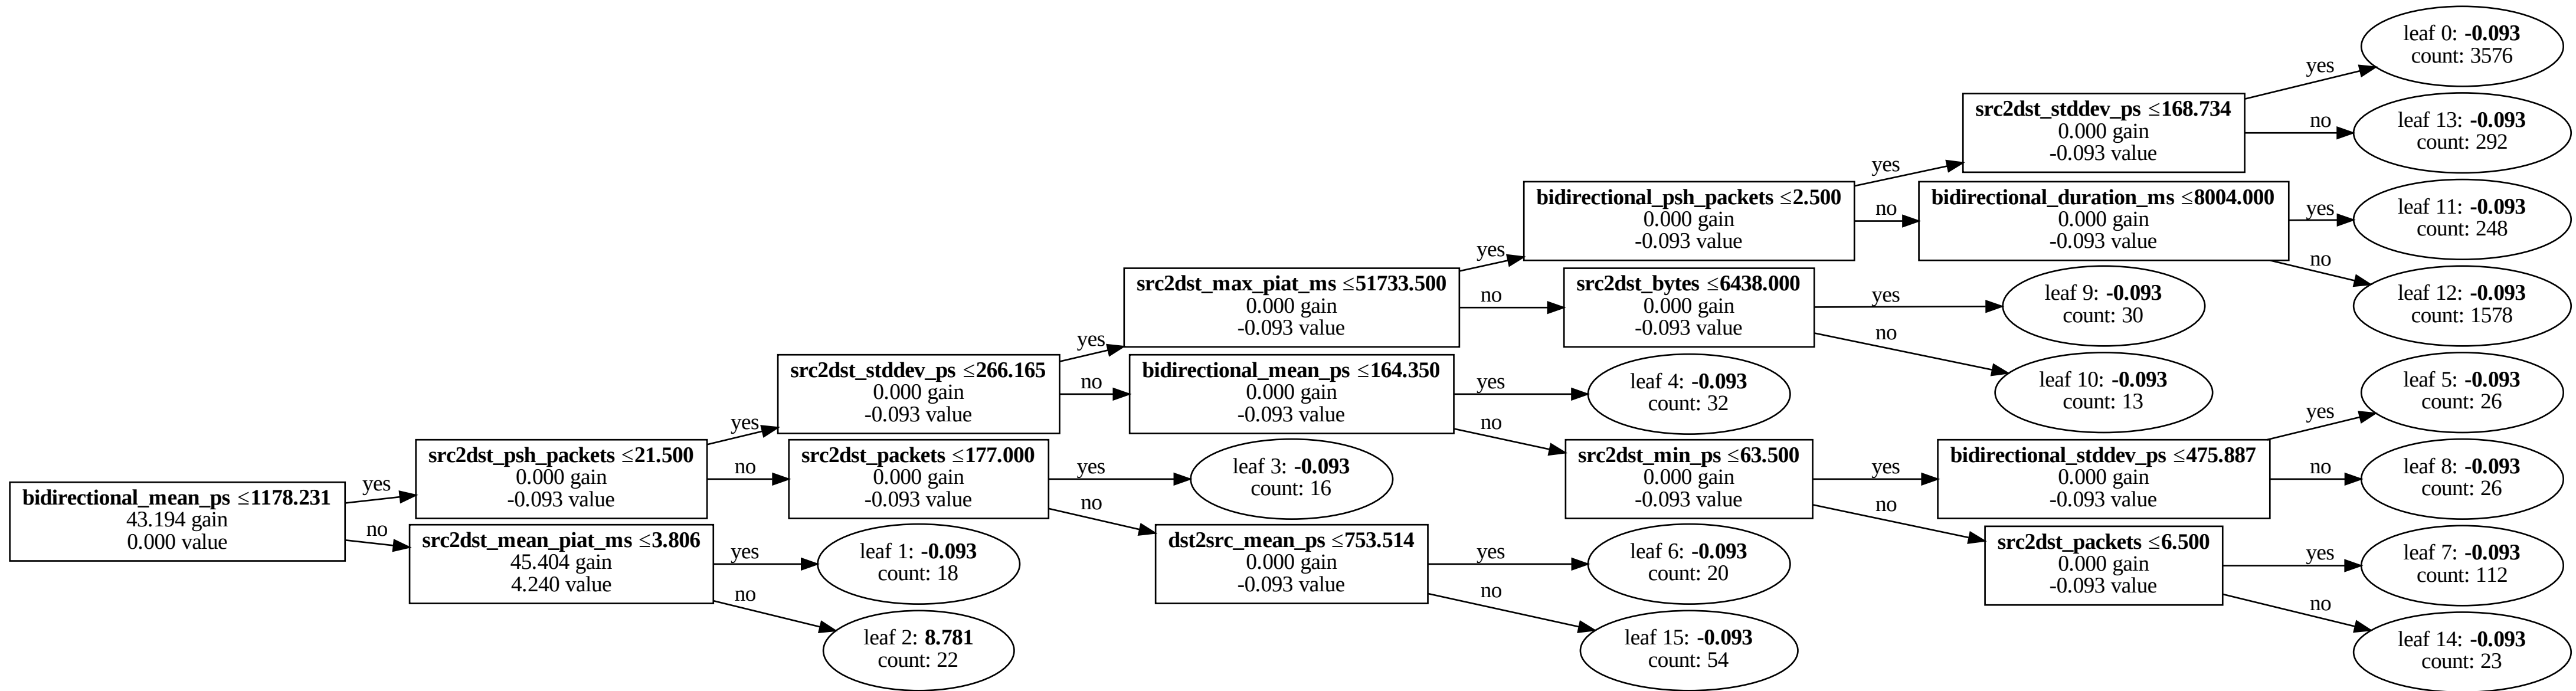 bidirectional_mean_ps ≤1178.231
43.194 gain
0.000 value
yes
no
src2dst_psh_packets ≤21.500
0.000 gain
-0.093 value
yes
no
src2dst_mean_piat_ms ≤3.806
45.404 gain
4.240 value
yes
no
src2dst_stddev_ps ≤266.165
0.000 gain
-0.093 value
yes
no
src2dst_packets ≤177.000
0.000 gain
-0.093 value
yes
no
leaf 1: -0.093
count: 18
leaf 2: 8.781
count: 22
src2dst_max_piat_ms ≤51733.500
0.000 gain
-0.093 value
yes
no
bidirectional_mean_ps ≤164.350
0.000 gain
-0.093 value
yes
no
leaf 3: -0.093
count: 16
dst2src_mean_ps ≤753.514
0.000 gain
-0.093 value
yes
no
bidirectional_psh_packets ≤2.500
0.000 gain
-0.093 value
yes
no
src2dst_bytes ≤6438.000
0.000 gain
-0.093 value
yes
no
leaf 4: -0.093
count: 32
src2dst_min_ps ≤63.500
0.000 gain
-0.093 value
yes
no
leaf 6: -0.093
count: 20
leaf 15: -0.093
count: 54
src2dst_stddev_ps ≤168.734
0.000 gain
-0.093 value
yes
no
bidirectional_duration_ms ≤8004.000
0.000 gain
-0.093 value
yes
no
leaf 9: -0.093
count: 30
leaf 10: -0.093
count: 13
bidirectional_stddev_ps ≤475.887
0.000 gain
-0.093 value
yes
no
src2dst_packets ≤6.500
0.000 gain
-0.093 value
yes
no
leaf 0: -0.093
count: 3576
leaf 13: -0.093
count: 292
leaf 11: -0.093
count: 248
leaf 12: -0.093
count: 1578
leaf 5: -0.093
count: 26
leaf 8: -0.093
count: 26
leaf 7: -0.093
count: 112
leaf 14: -0.093
count: 23